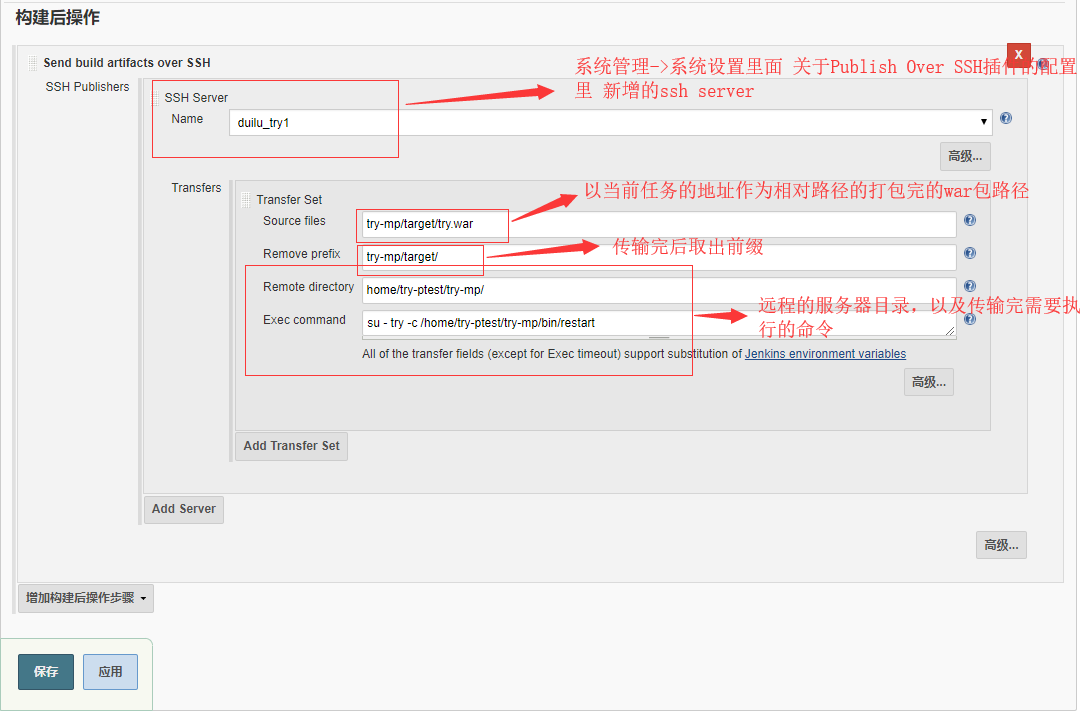 构建后操作
Send build artifacts over SSH
X
SSH Publishers
系统管理->系统设置里面 关于Publish Over SSH插件的配置
里 新增的ssh server
SSH Server
Name
duilu_try1
高级...
Transfers
以当前任务的地址作为相对路径的打包完的war包路径
Transfer Set
Source files
try-mp/target/try.war
传输完后取出前缀
Remove prefix
try-mp/target/
Remote directory
home/try-ptest/try-mp/
远程的服务器目录，以及传输完需要执
行的命令
Exec command
su - try -c /home/try-ptest/try-mp/bin/restart
All of the transfer fields (except for Exec timeout) support substitution of Jenkins environment variables
高级...
Add Transfer Set
Add Server
高级...
增加构建后操作步骤
保存
应用